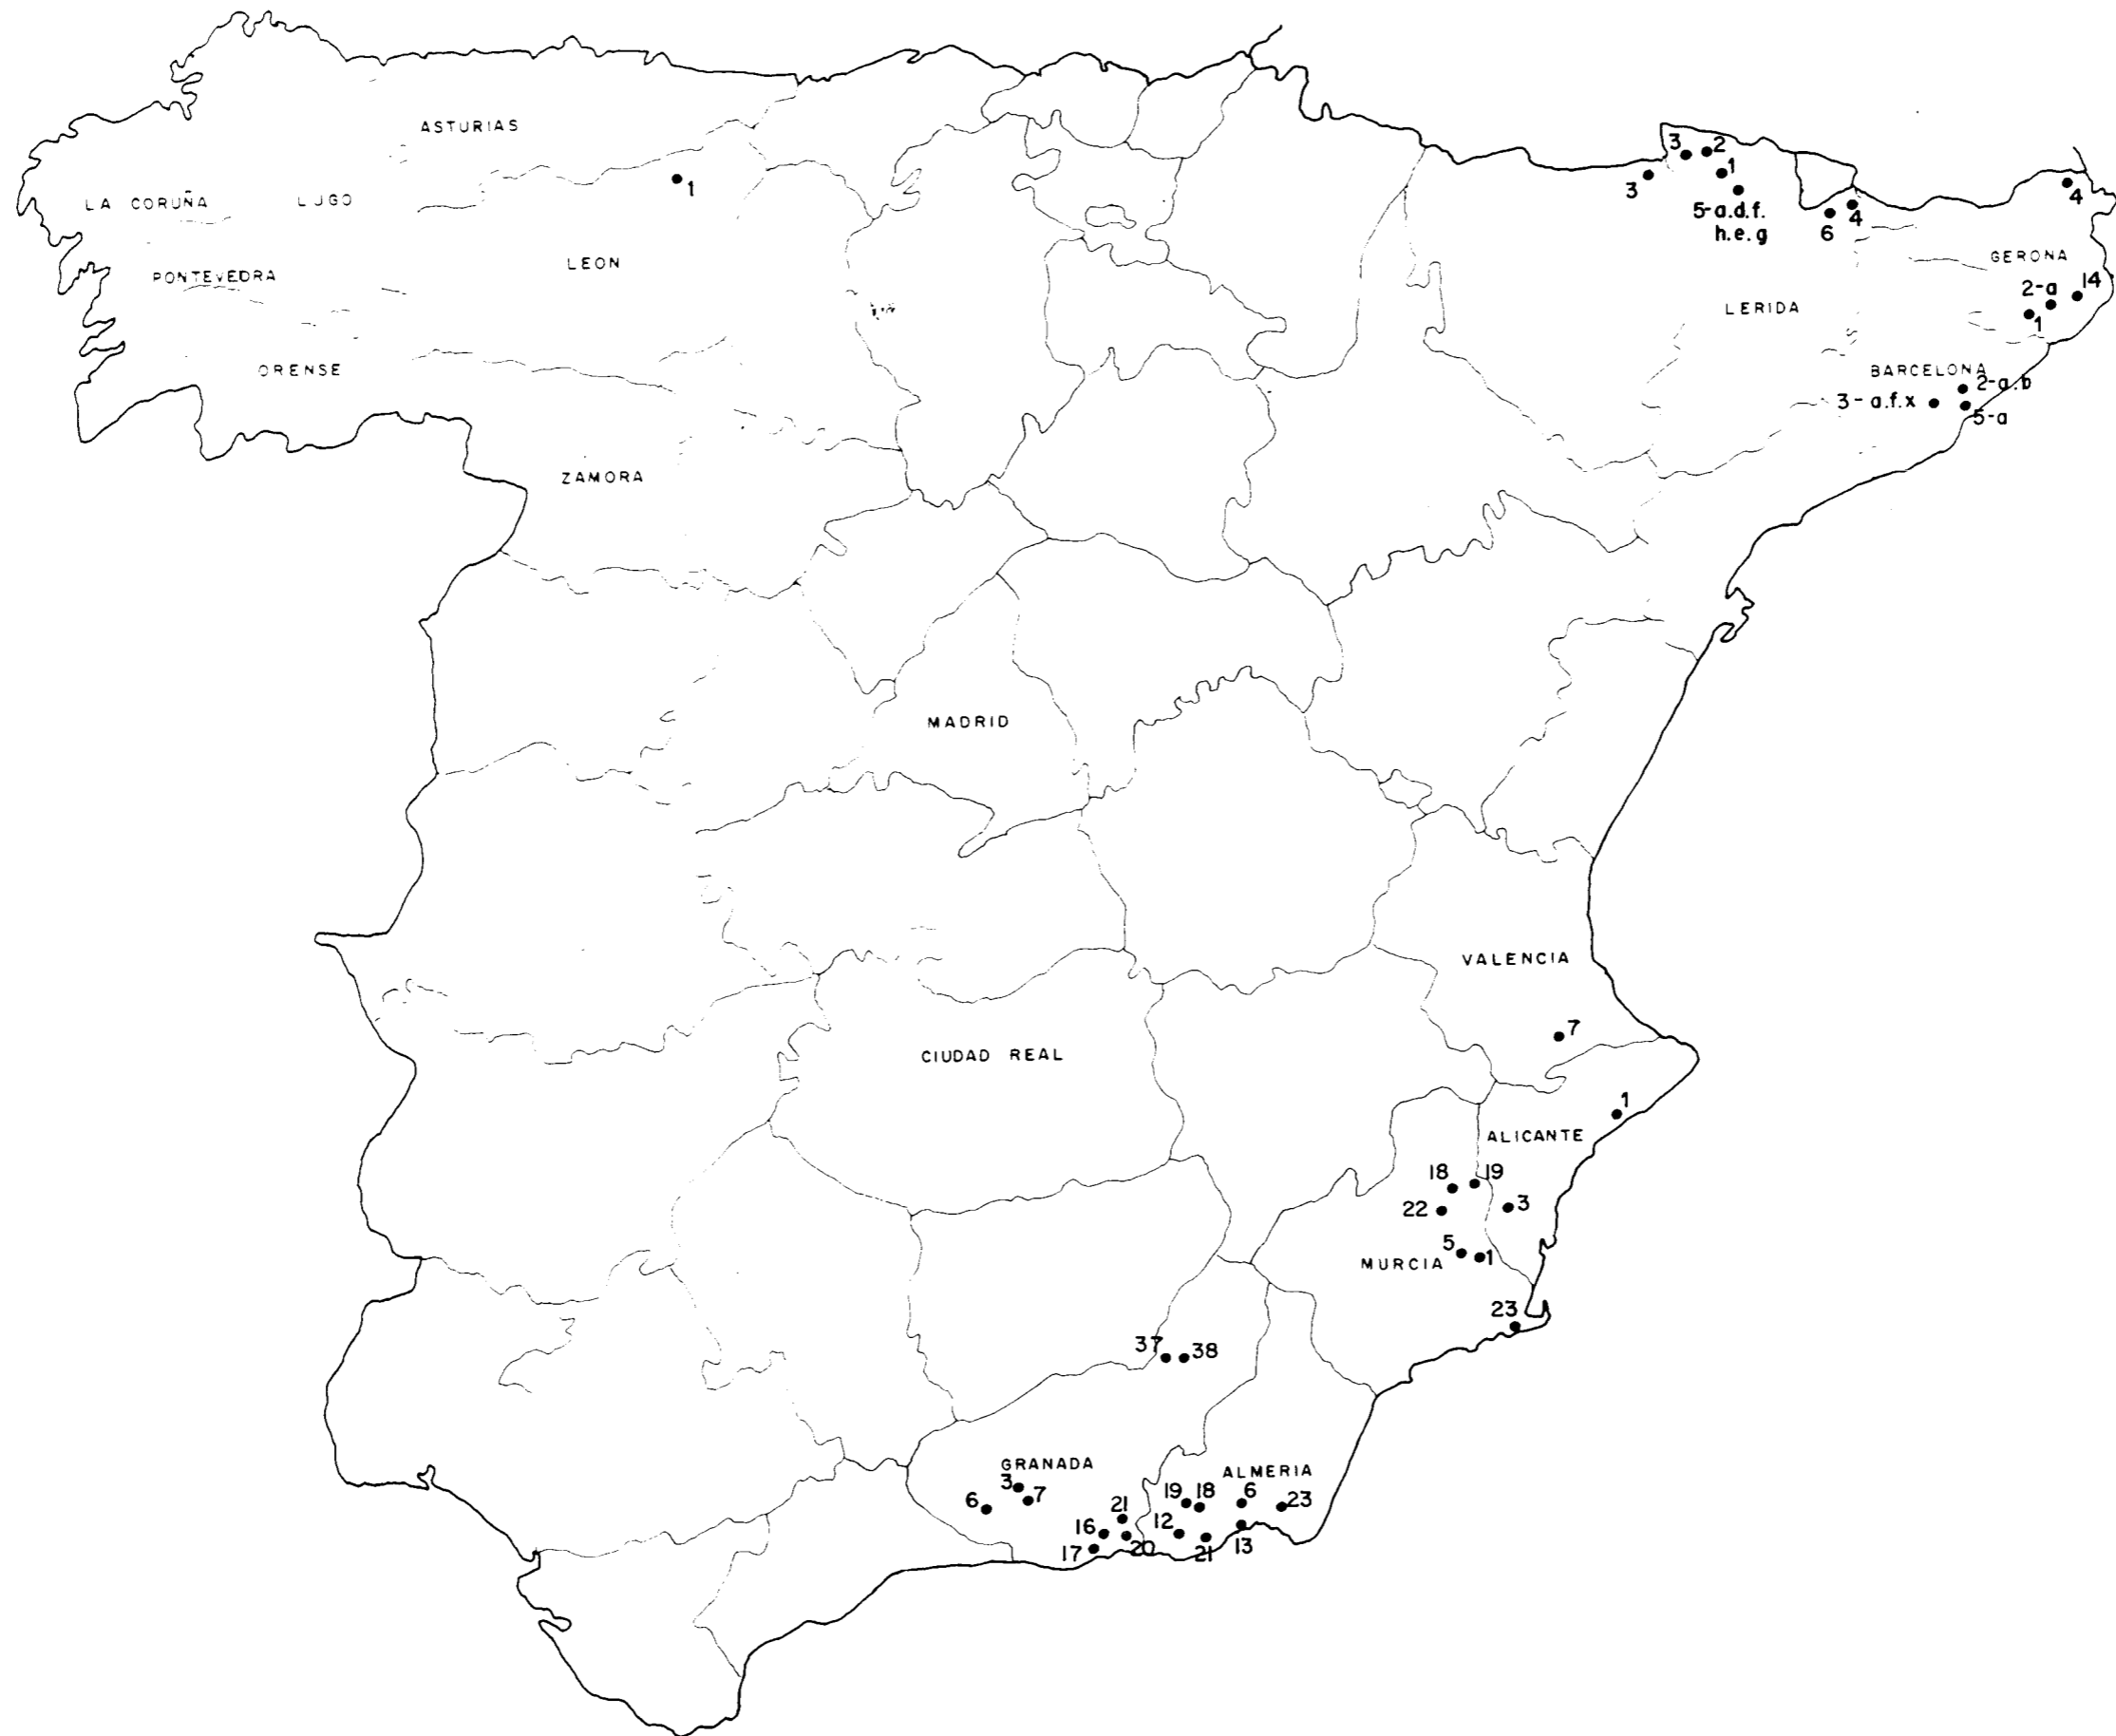 ASTURIAS
3
2
1
3
1
4
LA CORUÑA
LUGO
5-a.d.f.
h.e.g
6
4
LEON
GERONA
PONTEVEDRA
14
2-a
1
LERIDA
ORENSE
BARCELONA
2-a.b
3-a.f.x
5-a
ZAMORA
MADRID
VALENCIA
7
CIUDAD REAL
1
ALICANTE
18
19
22
3
5
1
MURCIA
23
37
38
GRANADA
ALMERIA
3
7
6
19
18
6
23
21
16
20
17
12
21
13